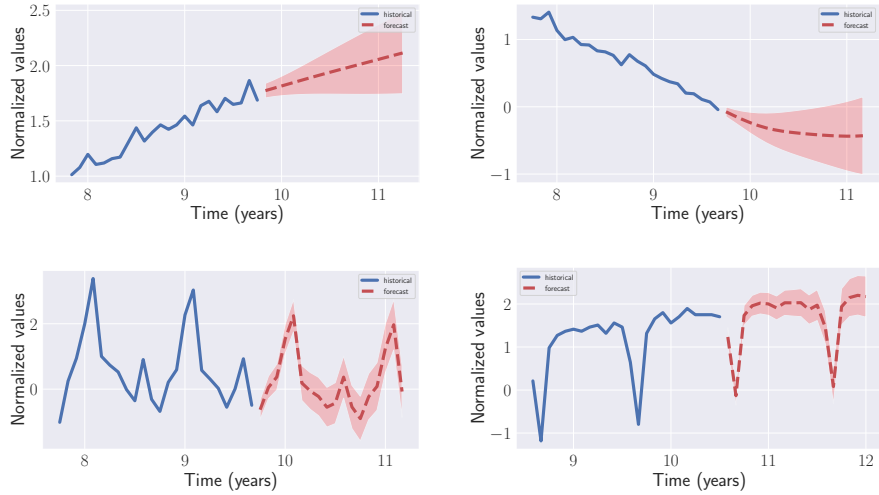 2.5
2.0
1.5
1.0
Normalized values
historical
forecast
8
9
10
11
Time (years)
1
0
−1
Normalized values
historical
forecast
8
9
10
11
Time (years)
2
0
Normalized values
historical
forecast
8
9
10
11
Time (years)
2
1
0
−1
Normalized values
historical
forecast
9
10
11
12
Time (years)